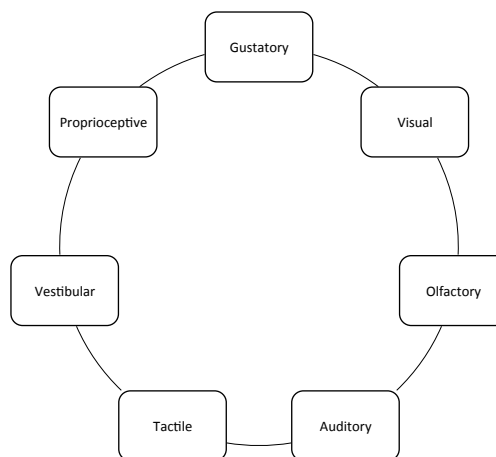 Gustatory
Visual
Olfactory
Auditory
Tactile
Vestibular
Proprioceptive